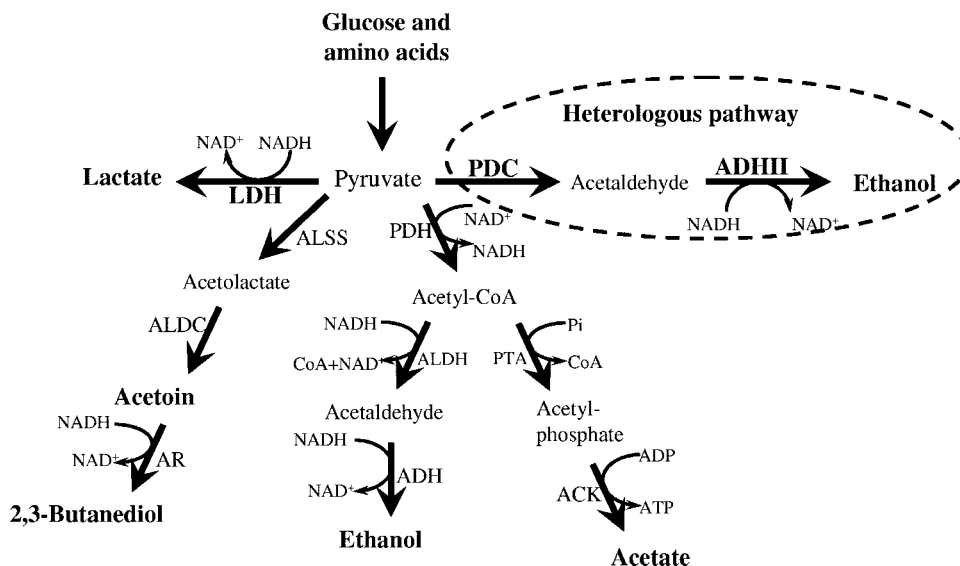 Glucose and
amino acids
Heterologous pathway
NAD⁺ NADH
Lactate
LDH
Pyruvate
PDC
Acetaldehyde
ADHII
Ethanol
NADH NAD⁺
ALSS
PDH
NAD⁺
NADH
Acetolactate
Acetyl-CoA
ALDC
NADH
CoA+NAD⁺
ALDH
PTA
Pi
CoA
Acetoin
NADH
NAD⁺
AR
2,3-Butanediol
Acetaldehyde
NADH
NAD⁺
ADH
Ethanol
Acetyl-
phosphate
ADP
ACK
ATP
Acetate